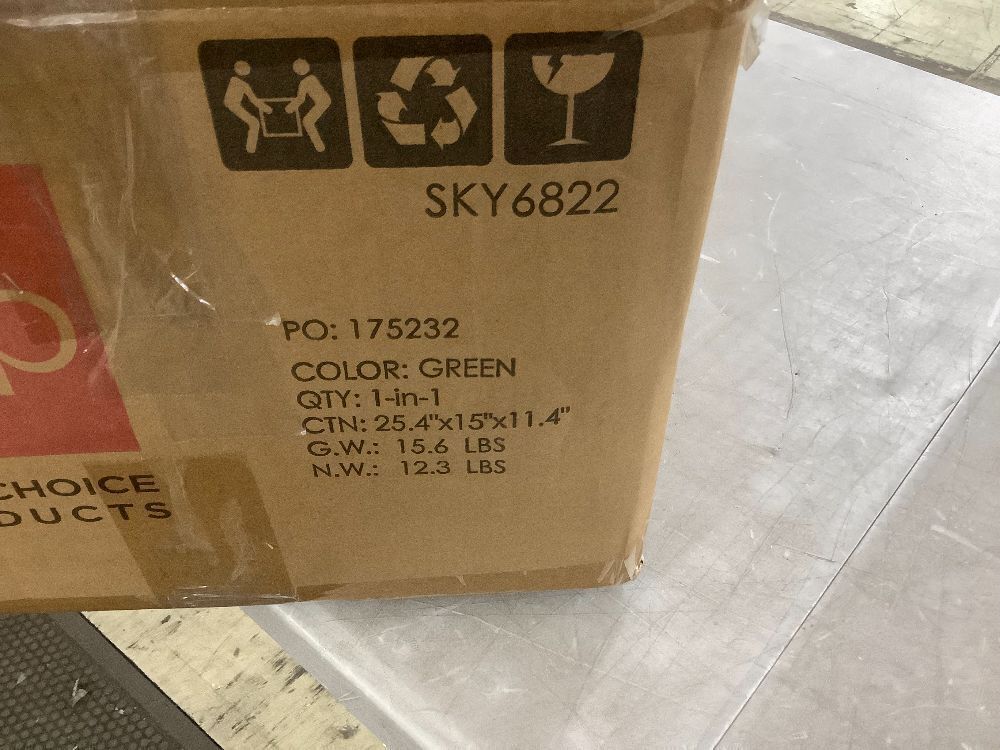 SKY6822
PO: 175232
COLOR: GREEN
QTY: 1-in-1
CTN: 25.4"x15"x11.4"
G.W.: 15.6 LBS
N.W.: 12.3 LBS
p
CHOICE
DUCTS